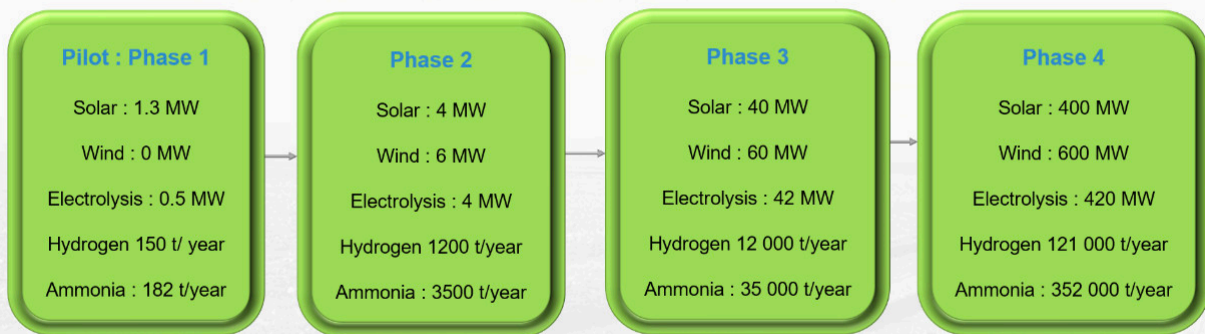 Pilot : Phase 1
Solar : 1.3 MW
Wind : 0 MW
Electrolysis : 0.5 MW
Hydrogen 150 t/ year
Ammonia : 182 t/year
Phase 2
Solar : 4 MW
Wind : 6 MW
Electrolysis : 4 MW
Hydrogen 1200 t/year
Ammonia : 3500 t/year
Phase 3
Solar : 40 MW
Wind : 60 MW
Electrolysis : 42 MW
Hydrogen 12 000 t/year
Ammonia : 35 000 t/year
Phase 4
Solar : 400 MW
Wind : 600 MW
Electrolysis : 420 MW
Hydrogen 121 000 t/year
Ammonia : 352 000 t/year